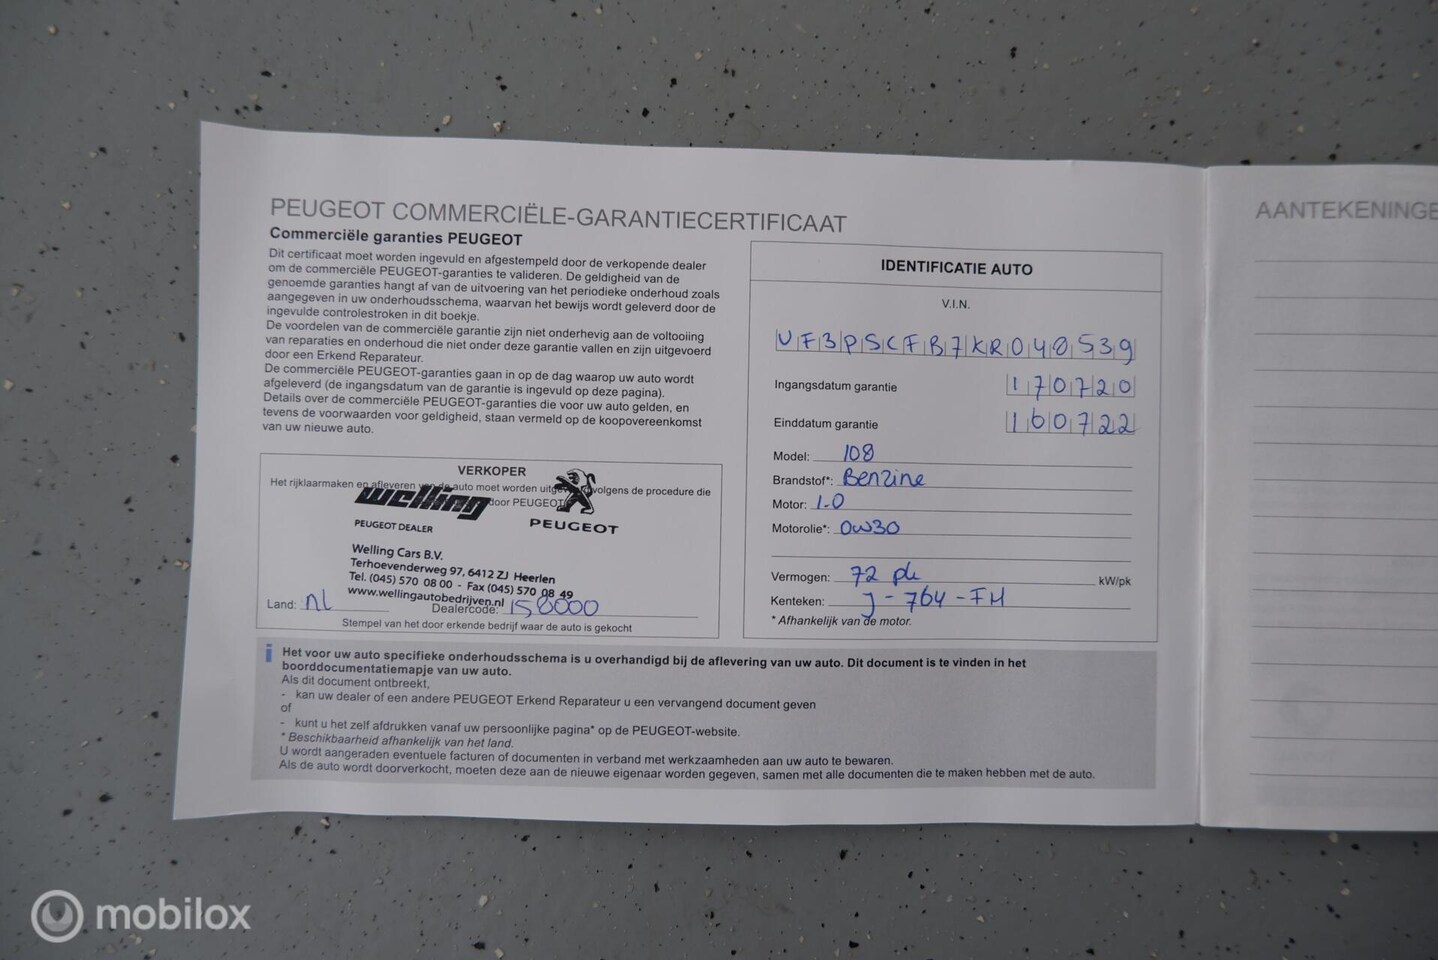 PEUGEOT COMMERCIËLE-GARANTIECERTIFICAAT
Commerciële garanties PEUGEOT
Dit certificaat moet worden ingevuld en afgestempeld door de verkopende dealer
om de commerciële PEUGEOT-garanties te valideren. De geldigheid van de
genoemde garanties hangt af van de uitvoering van het periodieke onderhoud zoals
aangegeven in uw onderhoudsschema, waarvan het bewijs wordt geleverd door de
ingevulde controlestroken in dit boekje.
De voordelen van de commerciële garantie zijn niet onderhevig aan de voltooiing
van reparaties en onderhoud die niet onder deze garantie vallen en zijn uitgevoerd
door een Erkend Reparateur.
De commerciële PEUGEOT-garanties gaan in op de dag waarop uw auto wordt
afgeleverd (de ingangsdatum van de garantie is ingevuld op deze pagina).
Details over de commerciële PEUGEOT-garanties die voor uw auto gelden, en
tevens de voorwaarden voor geldigheid, staan vermeld op de koopovereenkomst
van uw nieuwe auto.
VERKOPER
Het rijklaarmaken en afleveren van de auto moet worden volgens de procedure die
door PEUGEOT
welling
PEUGEOT DEALER
PEUGEOT
Welling Cars B.V.
Terhoevenderweg 97, 6412 ZJ Heerlen
Tel. (045) 570 08 00 - Fax (045) 570 08 49
www.wellingautobedrijven.nl
Land: nl Dealercode: 158000
Stempel van het door erkende bedrijf waar de auto is gekocht
IDENTIFICATIE AUTO
V.I.N.
VF3PSCFB7KR048539
Ingangsdatum garantie 170720
Einddatum garantie 160722
Model: 108
Brandstof*: Benzine
Motor: 1.0
Motorolie*: 0w30
Vermogen: 72 pk kW/pk
Kenteken: J-764-FH
* Afhankelijk van de motor.
i Het voor uw auto specifieke onderhoudsschema is u overhandigd bij de aflevering van uw auto. Dit document is te vinden in het
boorddocumentatiemapje van uw auto.
Als dit document ontbreekt,
- kan uw dealer of een andere PEUGEOT Erkend Reparateur u een vervangend document geven
of
- kunt u het zelf afdrukken vanaf uw persoonlijke pagina* op de PEUGEOT-website.
* Beschikbaarheid afhankelijk van het land.
U wordt aangeraden eventuele facturen of documenten in verband met werkzaamheden aan uw auto te bewaren.
Als de auto wordt doorverkocht, moeten deze aan de nieuwe eigenaar worden gegeven, samen met alle documenten die te maken hebben met de auto.
AANTEKENINGE
mobilox